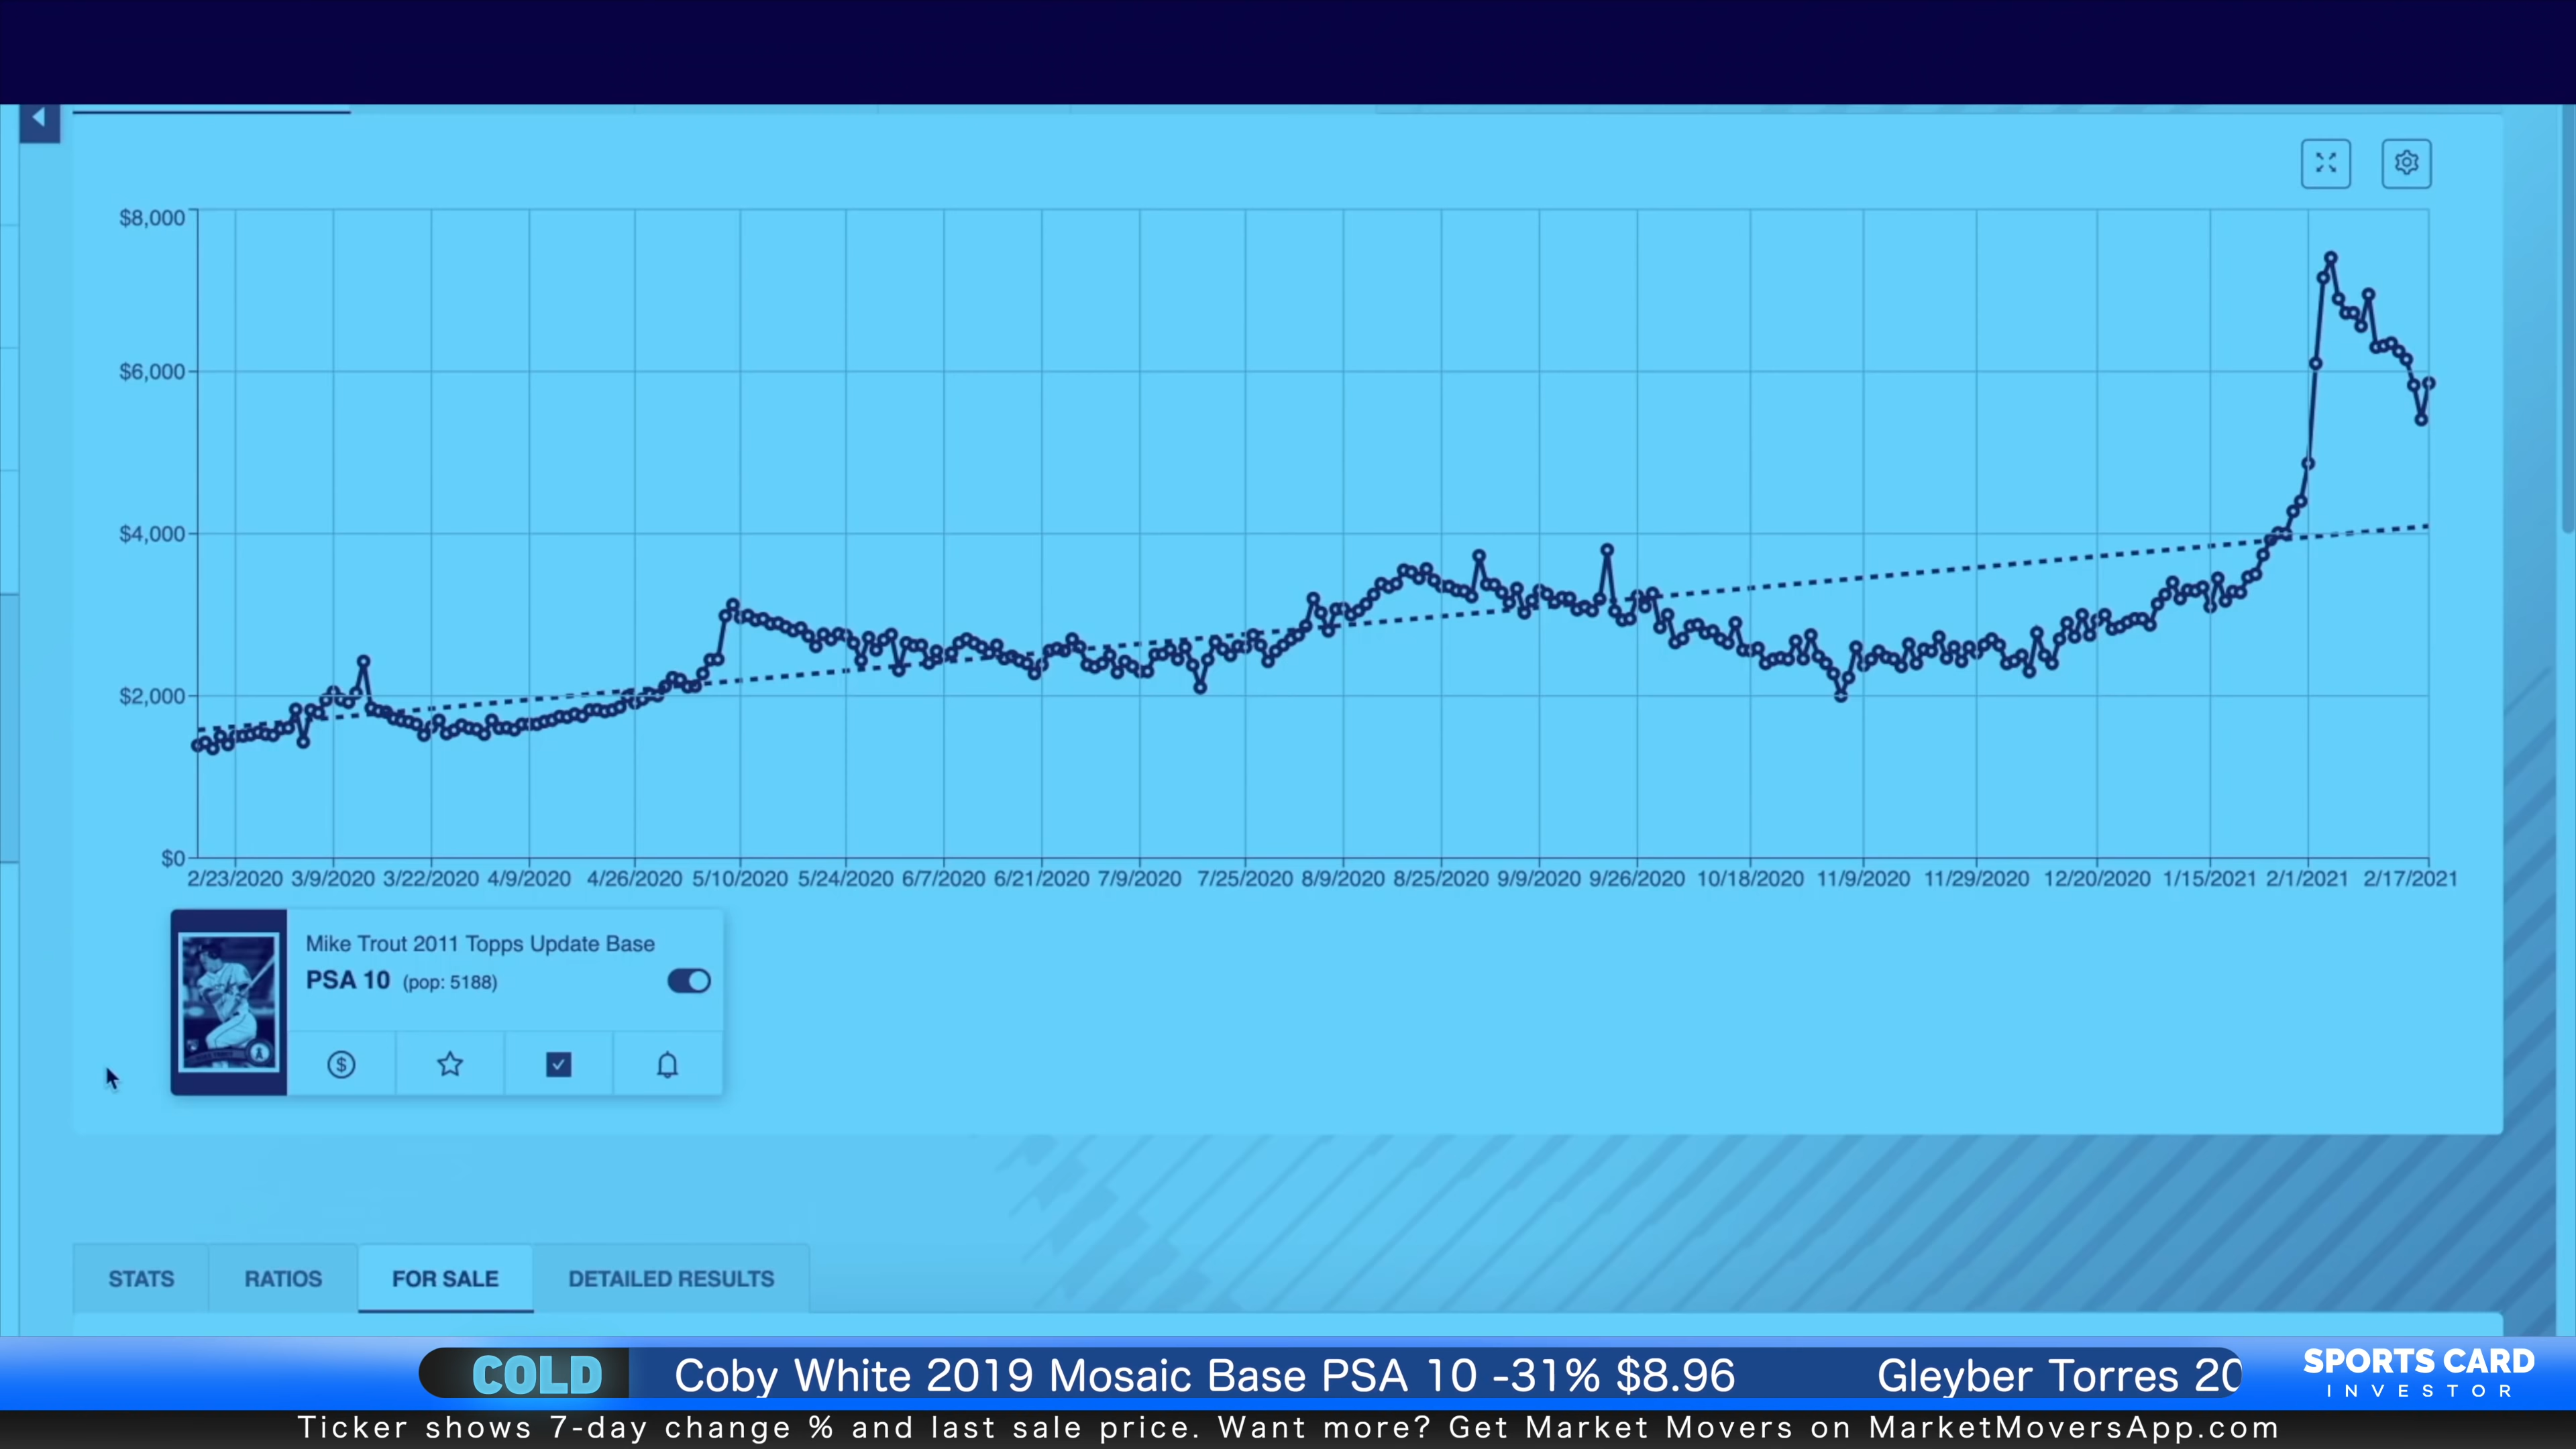 $8,000
$6,000
$4,000
$2,000
$0
2/23/2020 3/9/2020 3/22/2020 4/9/2020 4/26/2020 5/10/2020 5/24/2020 6/7/2020 6/21/2020 7/9/2020 7/25/2020 8/9/2020 8/25/2020 9/9/2020 9/26/2020 10/18/2020 11/9/2020 11/29/2020 12/20/2020 1/15/2021 2/1/2021 2/17/2021
Mike Trout 2011 Topps Update Base
PSA 10 (pop: 5188)
STATS RATIOS FOR SALE DETAILED RESULTS
COLD Coby White 2019 Mosaic Base PSA 10 -31% $8.96 Gleyber Torres 20
SPORTS CARD
INVESTOR
Ticker shows 7-day change % and last sale price. Want more? Get Market Movers on MarketMoversApp.com